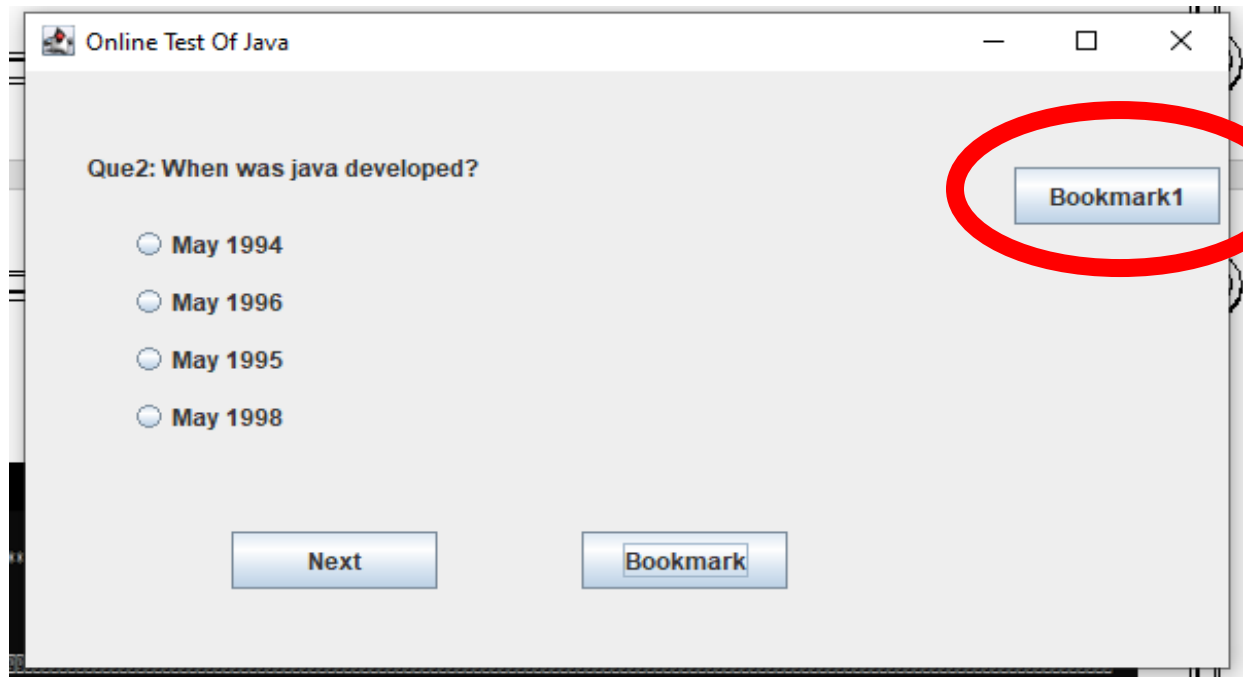 Online Test Of Java
Que2: When was java developed?
Bookmark1
May 1994
May 1996
May 1995
May 1998
Next
Bookmark